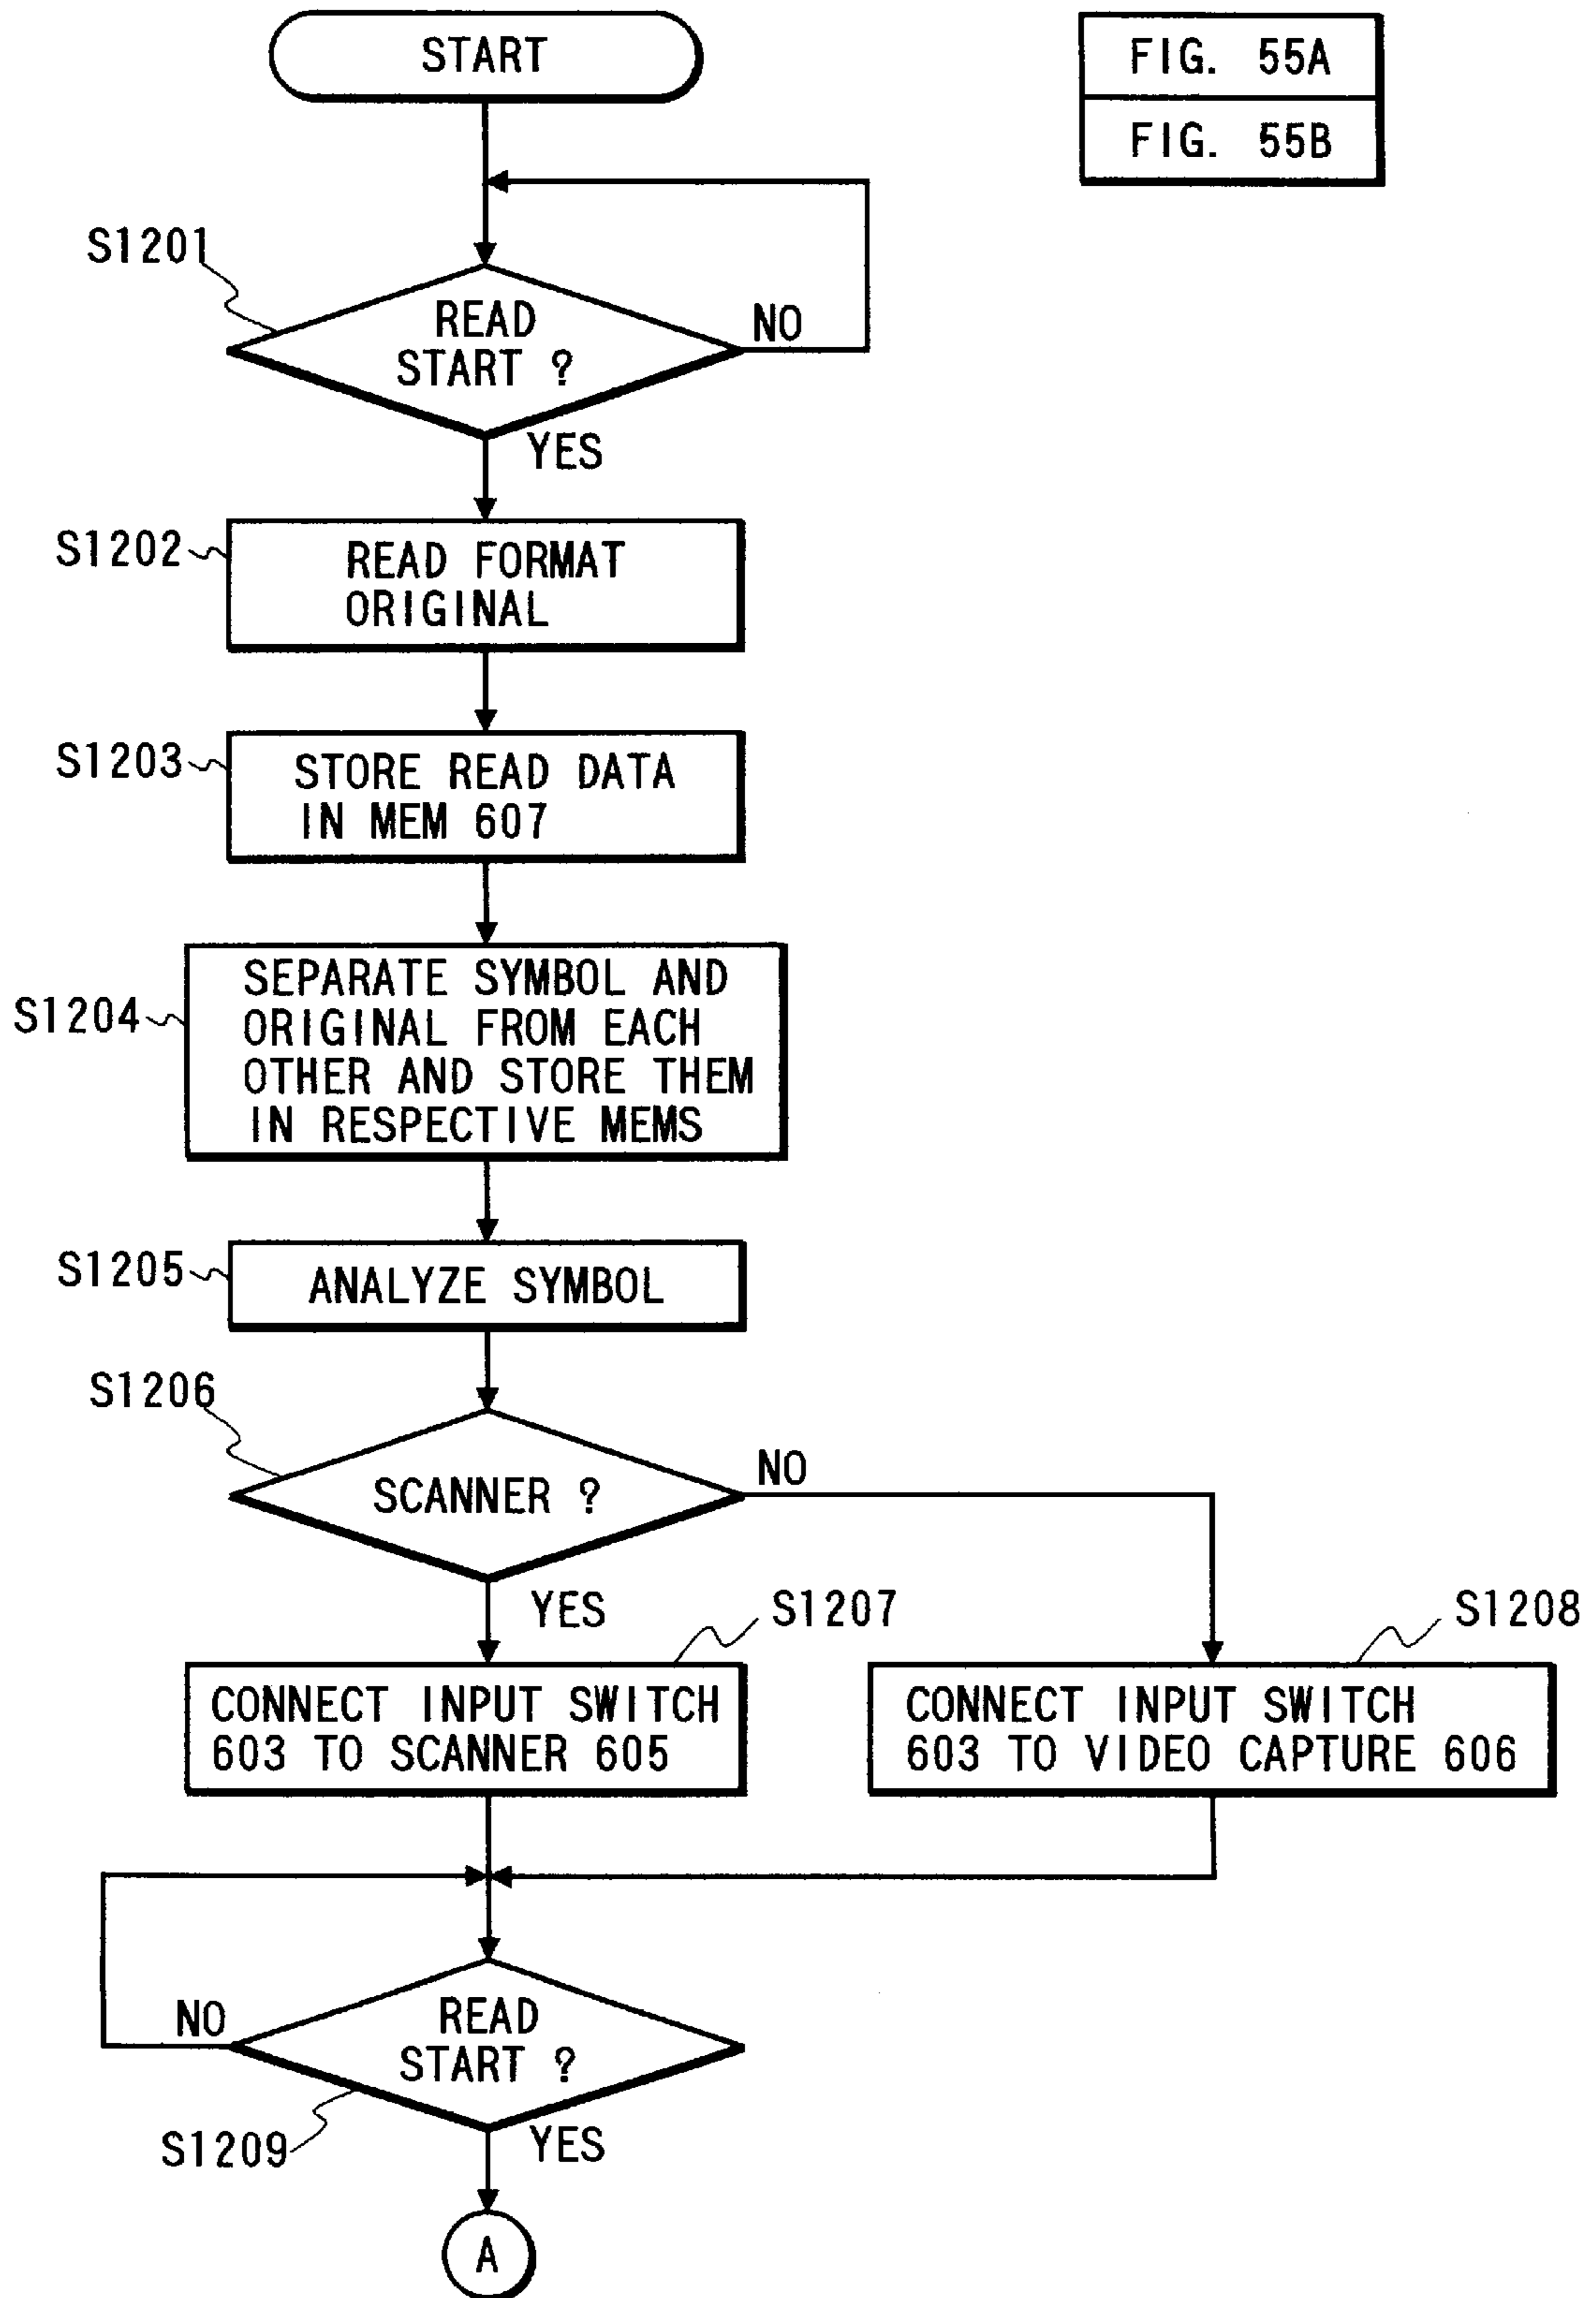 START
FIG. 55A
FIG. 55B
S1201
READ
START ?
NO
YES
S1202
READ FORMAT
ORIGINAL
S1203
STORE READ DATA
IN MEM 607
S1204
SEPARATE SYMBOL AND
ORIGINAL FROM EACH
OTHER AND STORE THEM
IN RESPECTIVE MEMS
S1205
ANALYZE SYMBOL
S1206
SCANNER ?
NO
YES
S1207
CONNECT INPUT SWITCH
603 TO SCANNER 605
S1208
CONNECT INPUT SWITCH
603 TO VIDEO CAPTURE 606
NO
READ
START ?
S1209
YES
A